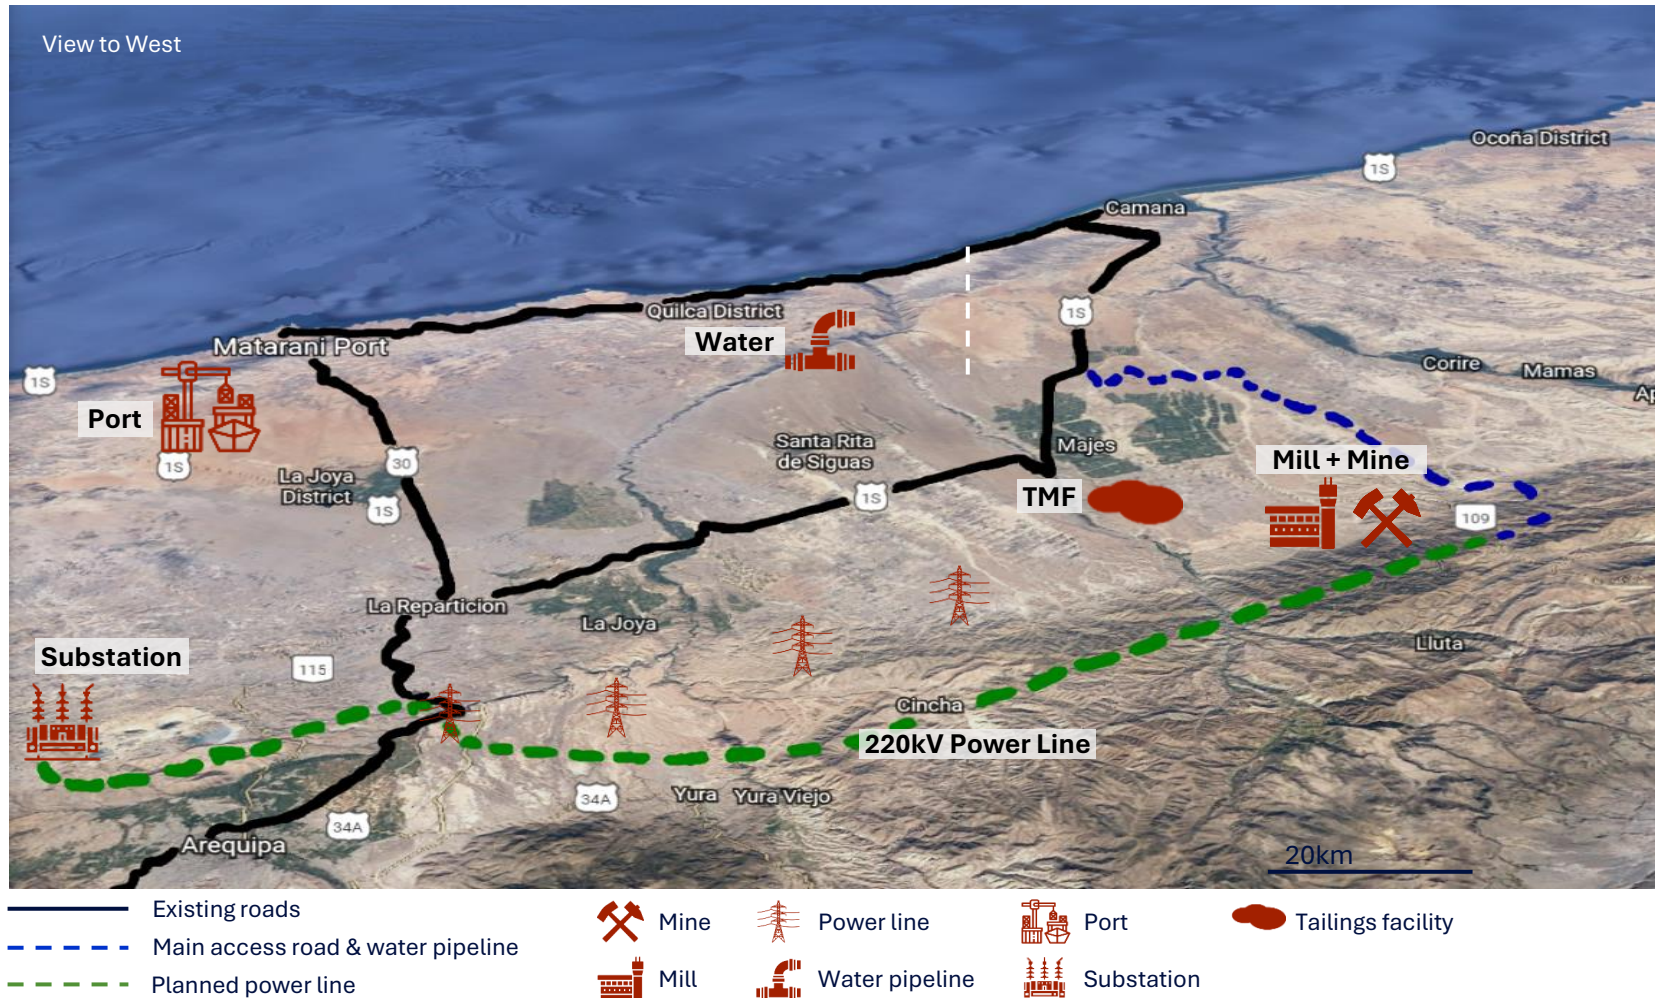 View to West
Ocoña District
1S
Camana
Quilca District
1S
Water
Matarani Port
1S
Corire
Mamas
Ap
Port
Santa Rita
de Siguas
Majes
Mill + Mine
1S
30
La Joya
District
1S
1S
TMF
109
La Reparticion
La Joya
Lluta
Substation
115
Cincha
220kV Power Line
34A
Yura
Yura Viejo
34A
Arequipa
20km
Existing roads
Main access road & water pipeline
Planned power line
Mine
Power line
Port
Tailings facility
Mill
Water pipeline
Substation